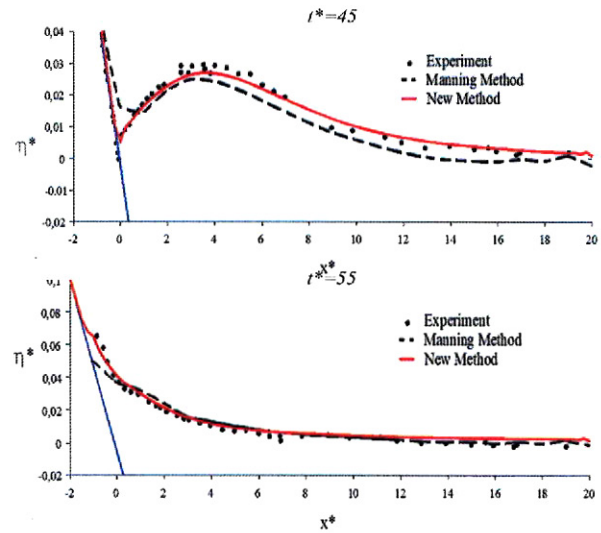 t*=45
0,04
0,03
0,02
0,01
0
-0.01
-0,02
η*
Experiment
Manning Method
New Method
-2 0 2 4 6 8 10 12 14 16 18 20
x*
t*=55
0,1
0,08
0,06
0,04
0,02
0
-0,02
η*
Experiment
Manning Method
New Method
-2 0 2 4 6 8 10 12 14 16 18 20
x*